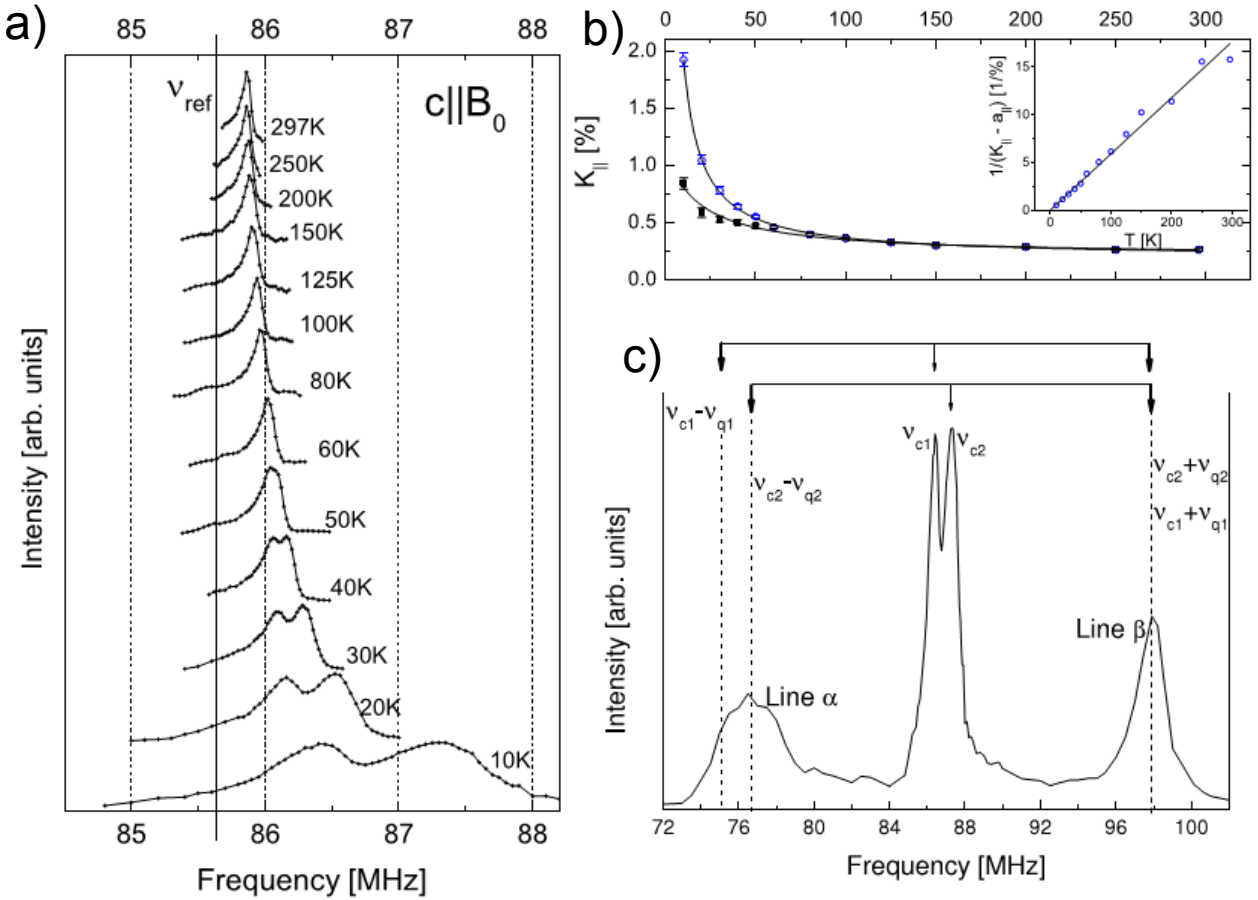 a)
85 86 87 88
ν_ref
c||B_0
297K
250K
200K
150K
125K
100K
80K
60K
50K
40K
30K
20K
10K
Intensity [arb. units]
85 86 87 88
Frequency [MHz]
b)
0 50 100 150 200 250 300
2.0
1.5
1.0
0.5
0.0
K_|| [%]
15
10
5
0
1/(K_|| - a_||) [1/%]
0 100 200 300
T [K]
c)
ν_c1-ν_q1
ν_c2-ν_q2
ν_c1
ν_c2
ν_c2+ν_q2
ν_c1+ν_q1
Line α
Line β
Intensity [arb. units]
72 76 80 84 88 92 96 100
Frequency [MHz]